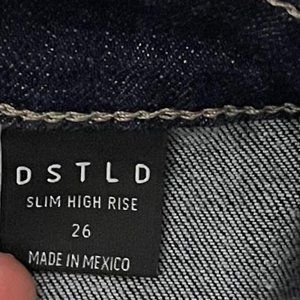 DSTLD
SLIM HIGH RISE
26
MADE IN MEXICO